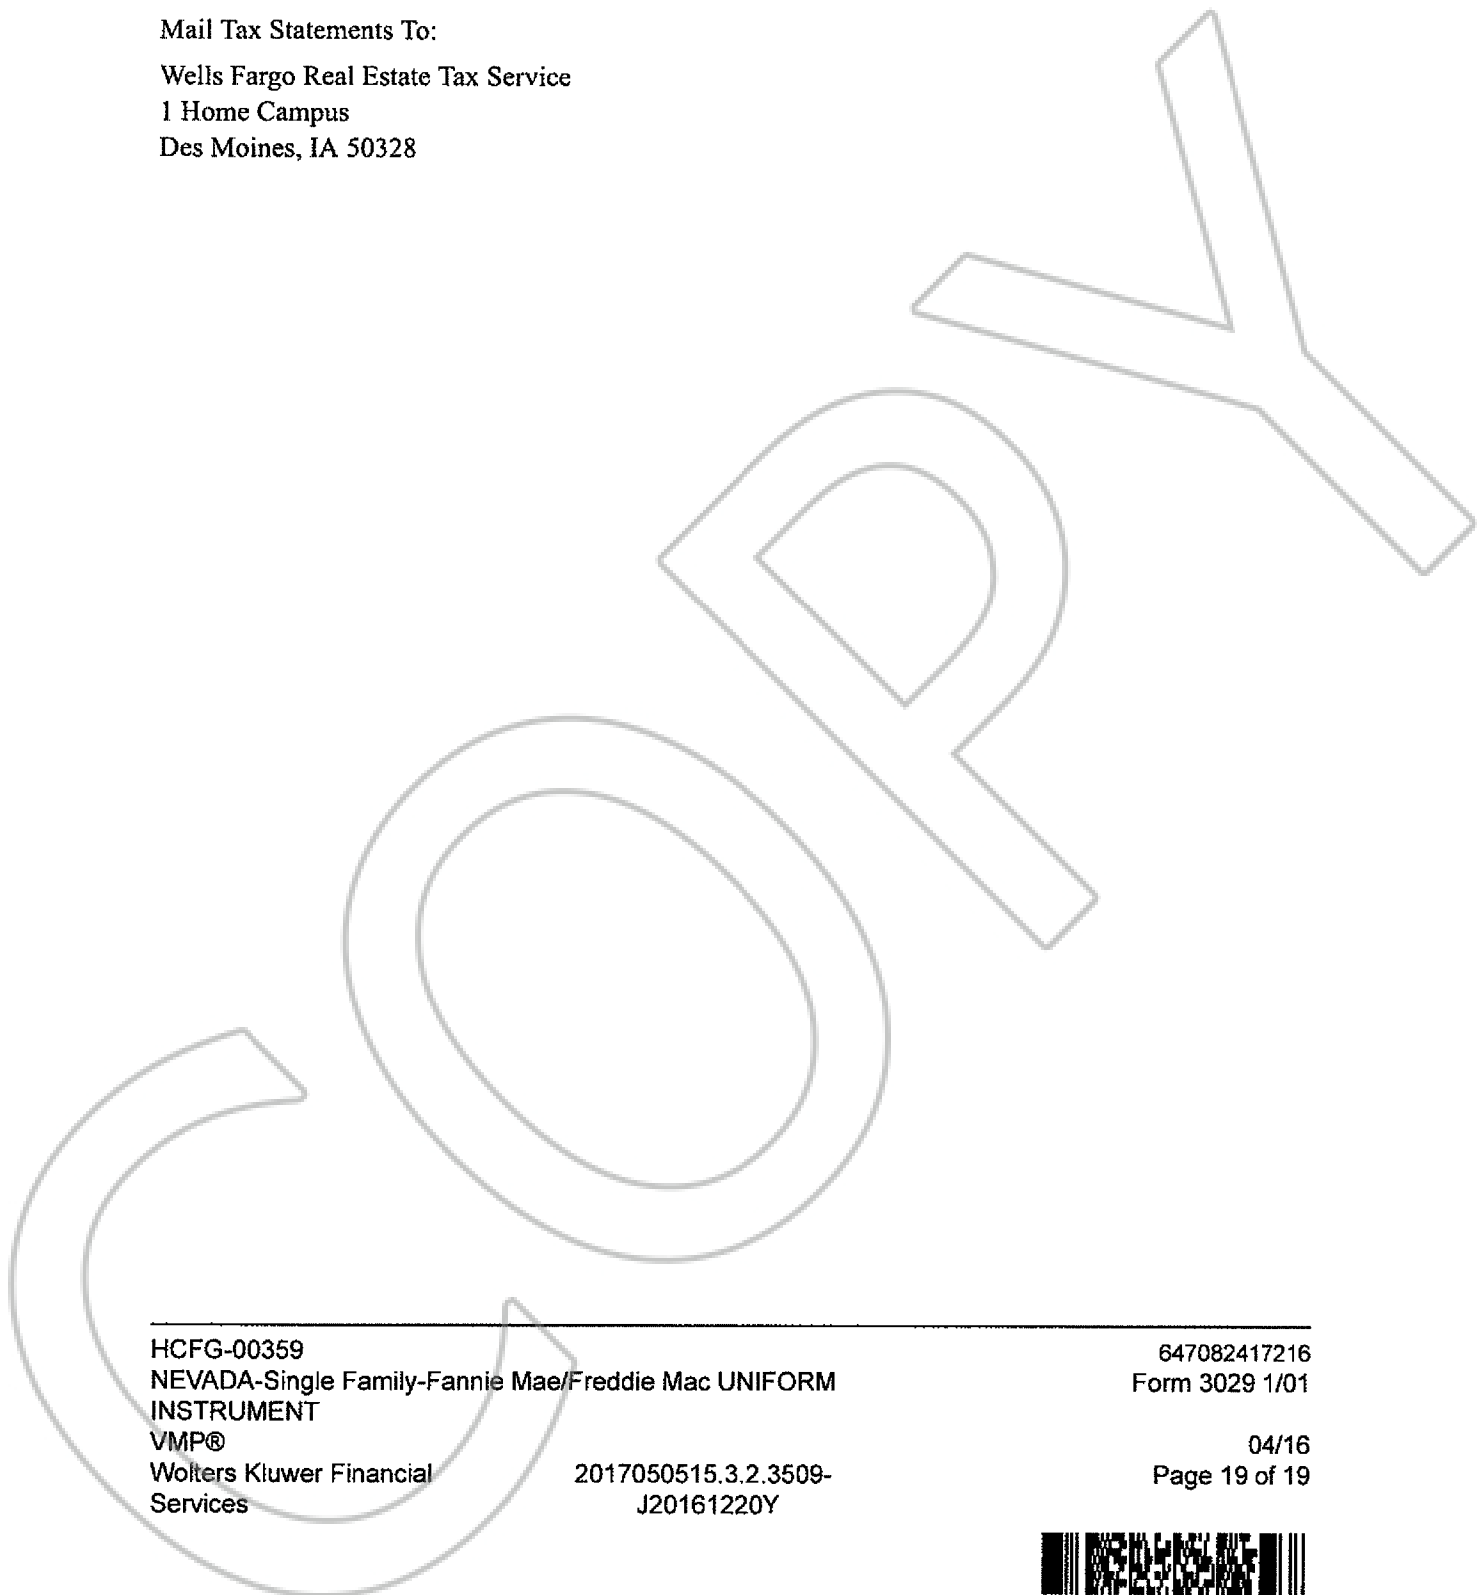 Mail Tax Statements To:
Wells Fargo Real Estate Tax Service
1 Home Campus
Des Moines, IA 50328
COPY
HCFG-00359
647082417216
NEVADA-Single Family-Fannie Mae/Freddie Mac UNIFORM
Form 3029 1/01
INSTRUMENT
VMP®
04/16
Wolters Kluwer Financial
2017050515.3.2.3509-
Page 19 of 19
Services
J20161220Y